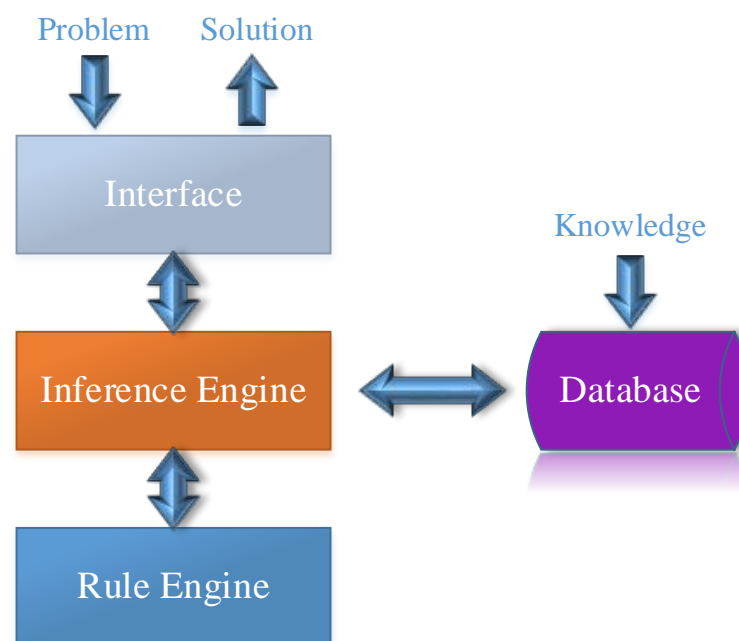 Problem
Solution
Interface
Knowledge
Inference Engine
Database
Rule Engine